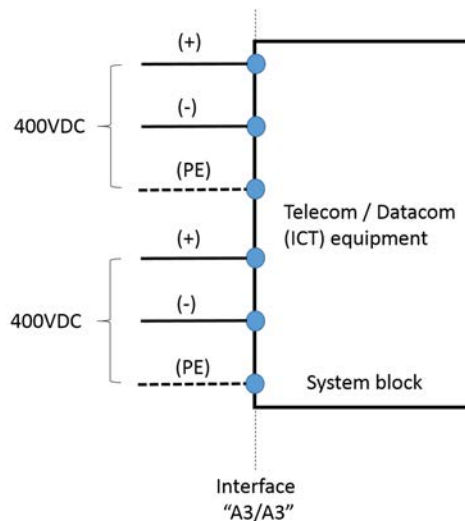 (+)
400VDC
(-)
(PE)
Telecom / Datacom
(ICT) equipment
(+)
400VDC
(-)
(PE)
System block
Interface
“A3/A3”